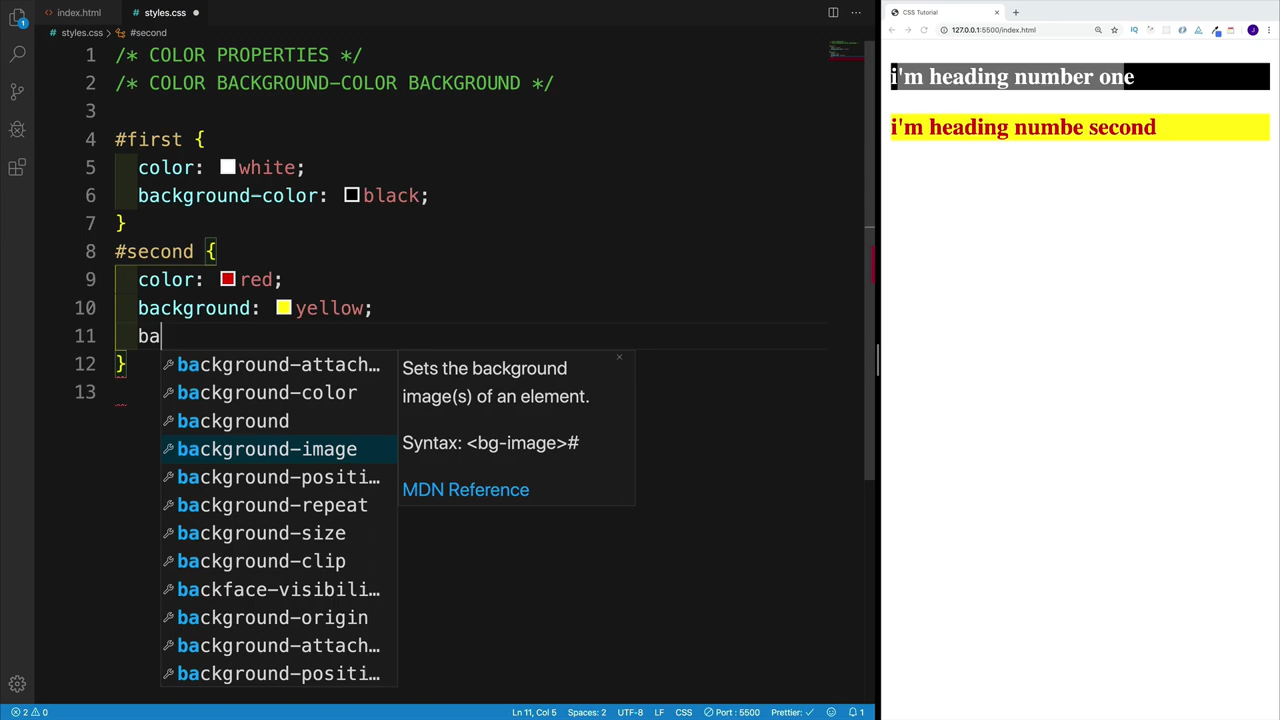 index.html
styles.css
styles.css
#second
1 /* COLOR PROPERTIES */
2 /* COLOR BACKGROUND-COLOR BACKGROUND */
3
4 #first {
5 color: white;
6 background-color: black;
7 }
8 #second {
9 color: red;
10 background: yellow;
11 ba
12 }
13
background-attach…
background-color
background
background-image
background-positi…
background-repeat
background-size
background-clip
backface-visibili…
background-origin
background-attach…
background-positi…
Sets the background
image(s) of an element.
Syntax: <bg-image>#
MDN Reference
1
2 0
Ln 11, Col 5
Spaces: 2
UTF-8
LF
CSS
Port : 5500
Prettier: ✓
1
CSS Tutorial
127.0.0.1:5500/index.html
IQ
J
i'm heading number one
i'm heading numbe second